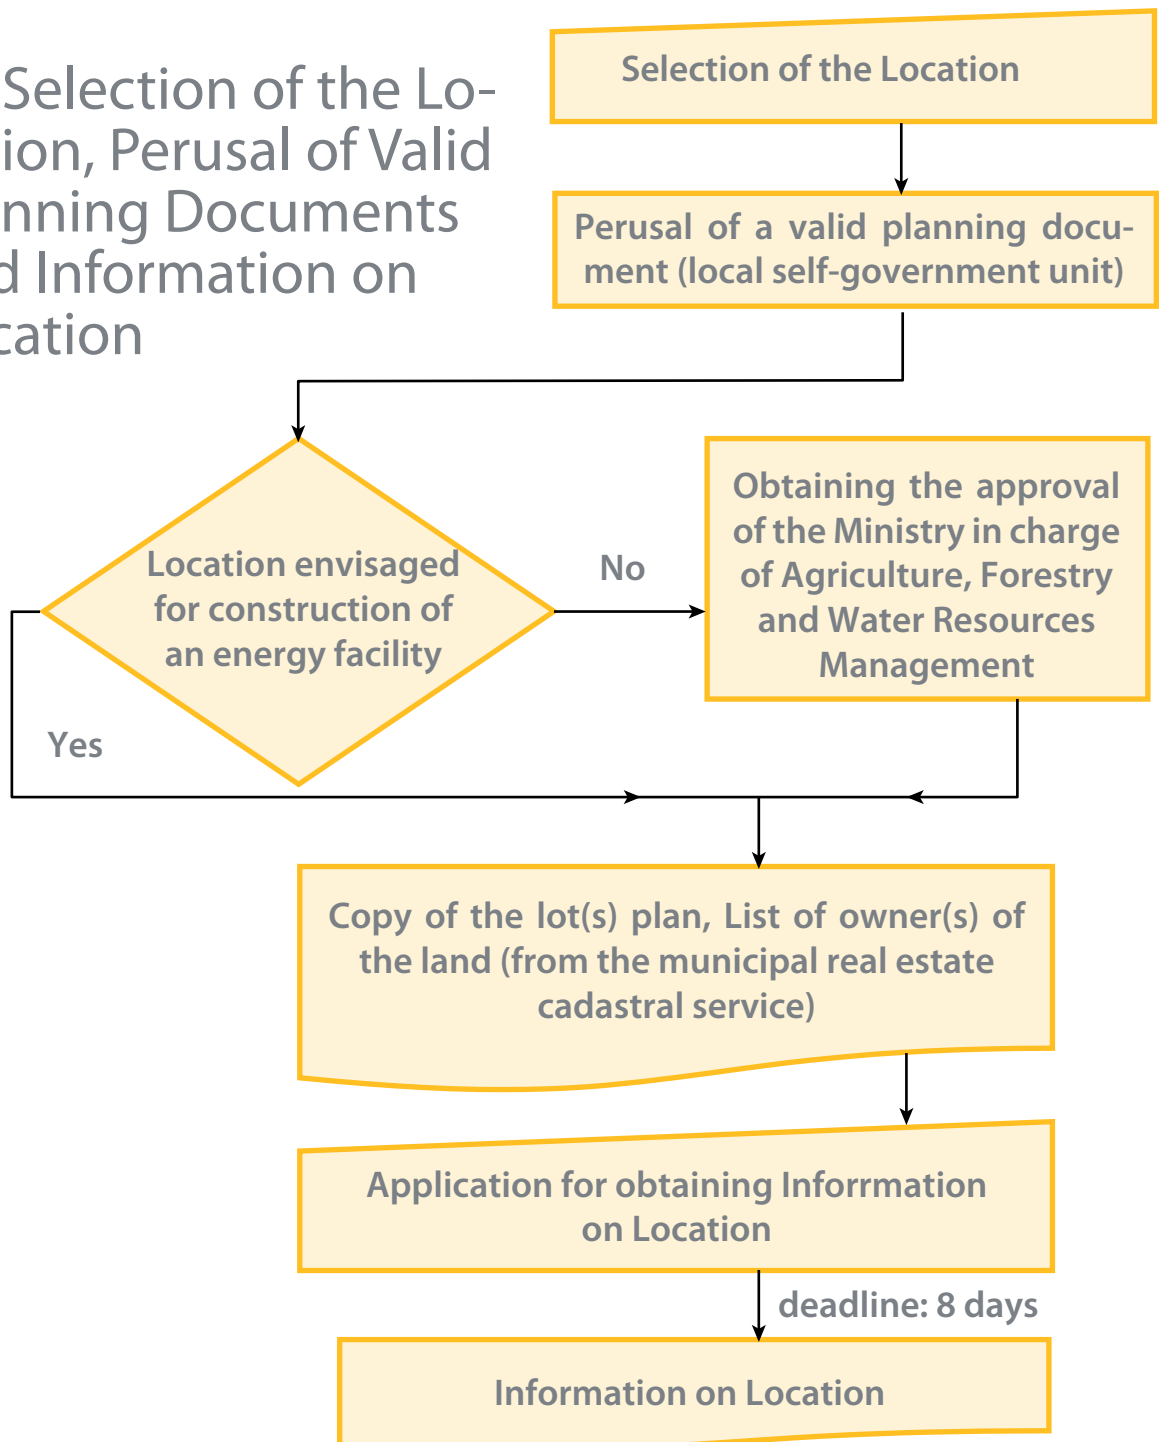 Selection of the Lo-
ion, Perusal of Valid
nning Documents
d Information on
cation
Selection of the Location
Perusal of a valid planning docu-
ment (local self-government unit)
Location envisaged
for construction of
an energy facility
No
Obtaining the approval
of the Ministry in charge
of Agriculture, Forestry
and Water Resources
Management
Yes
Copy of the lot(s) plan, List of owner(s) of
the land (from the municipal real estate
cadastral service)
Application for obtaining Inforrmation
on Location
deadline: 8 days
Information on Location